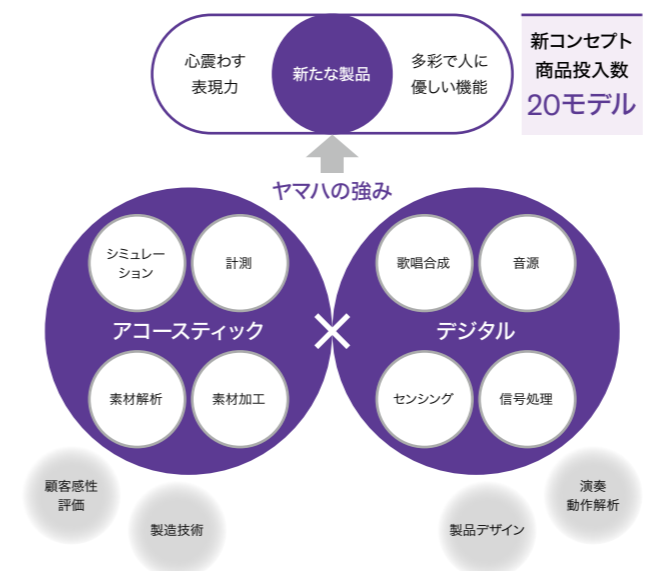 心震わす
表現力
新たな製品
多彩で人に
優しい機能
新コンセプト
商品投入数
20モデル
ヤマハの強み
シミュレー
ション
計測
歌唱合成
音源
アコースティック
×
デジタル
素材解析
素材加工
センシング
信号処理
顧客感性
評価
製造技術
製品デザイン
演奏
動作解析